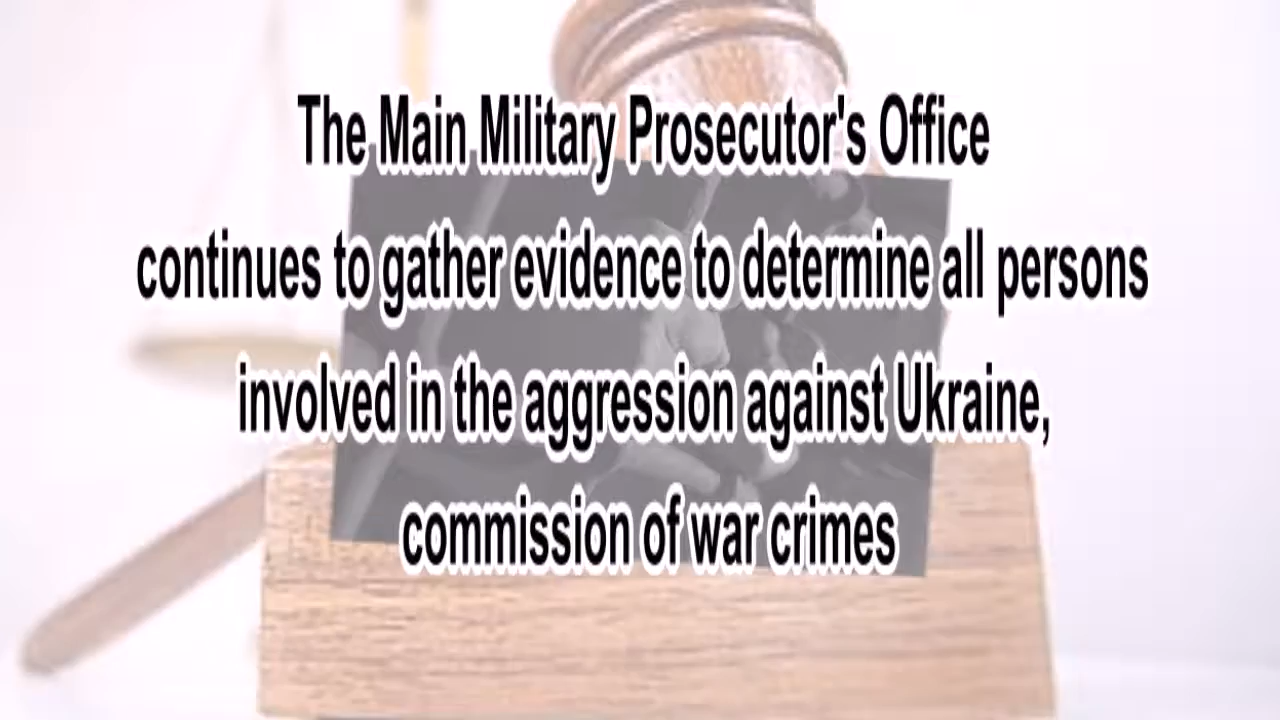 The Main Military Prosecutor's Office
continues to gather evidence to determine all persons
involved in the aggression against Ukraine,
commission of war crimes